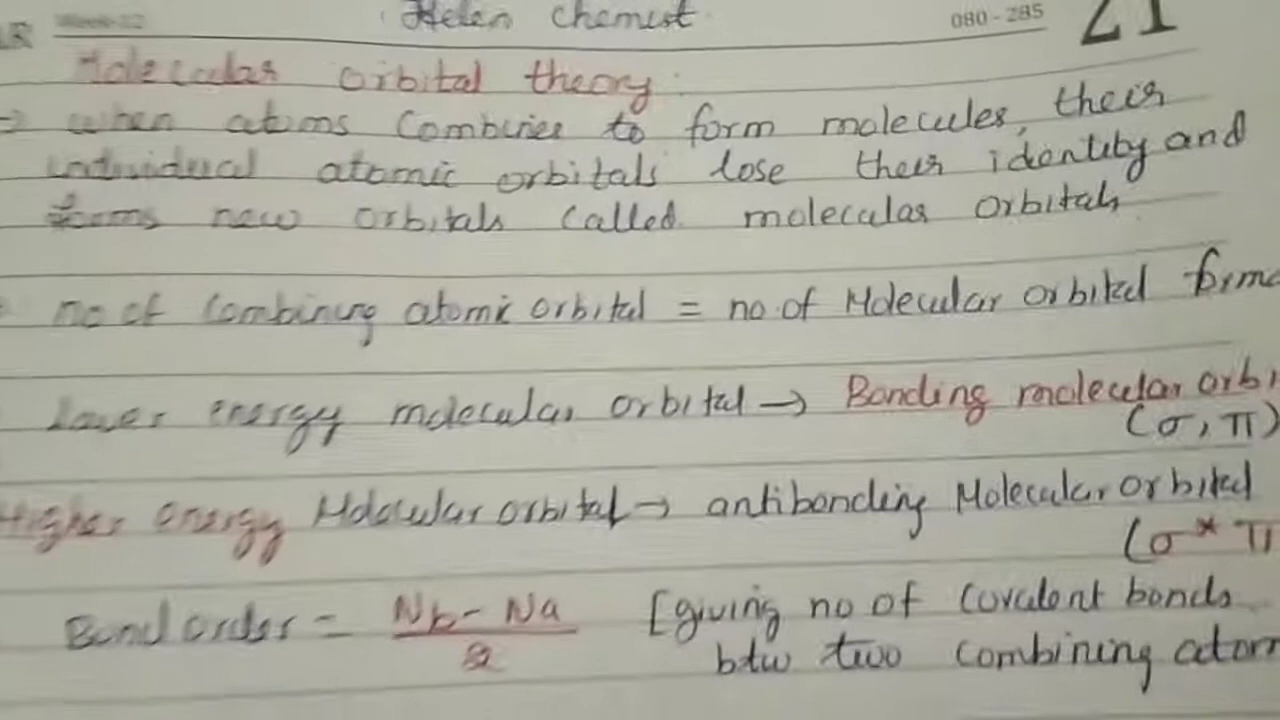 Helen chemist
080-285
21
Molecular orbital theory:
→ when atoms combines to form molecules, their
individual atomic orbitals lose their identity and
forms new orbitals called molecular orbitals
no of combining atomic orbital = no of Molecular orbital forme
Lower energy molecular orbital → Bonding molecular orbi
(σ, π)
Higher energy Molecular orbital → antibonding Molecular orbital
(σ* π
Bond order = Nb - Na / 2 [giving no of covalent bonds
btw two combining atom